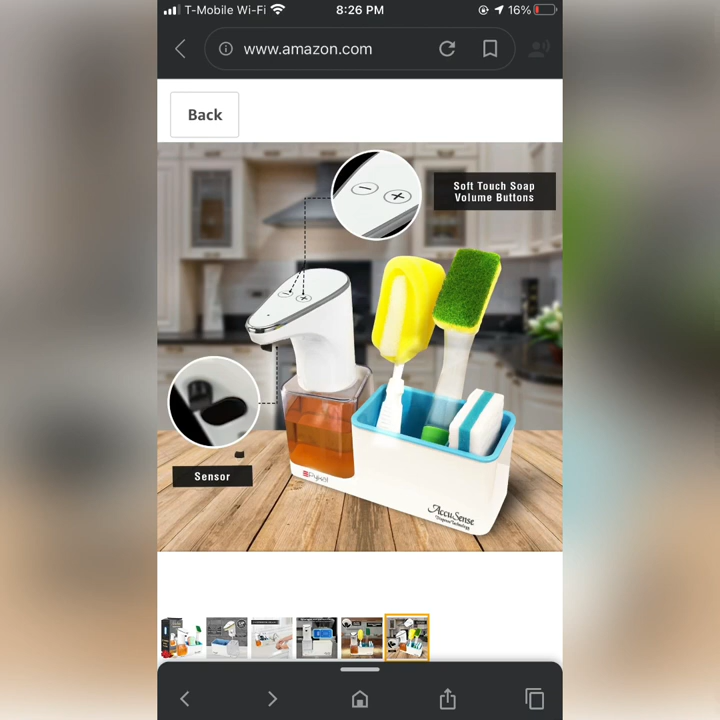 T-Mobile Wi-Fi 8:26 PM 16%
www.amazon.com
Back
Soft Touch Soap
Volume Buttons
Sensor
AccuSense